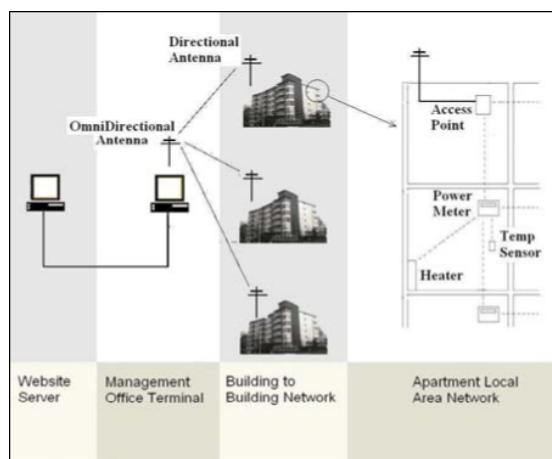 Directional
Antenna
OmniDirectional
Antenna
Access
Point
Power
Meter
Temp
Sensor
Heater
Website
Server
Management
Office Terminal
Building to
Building Network
Apartment Local
Area Network